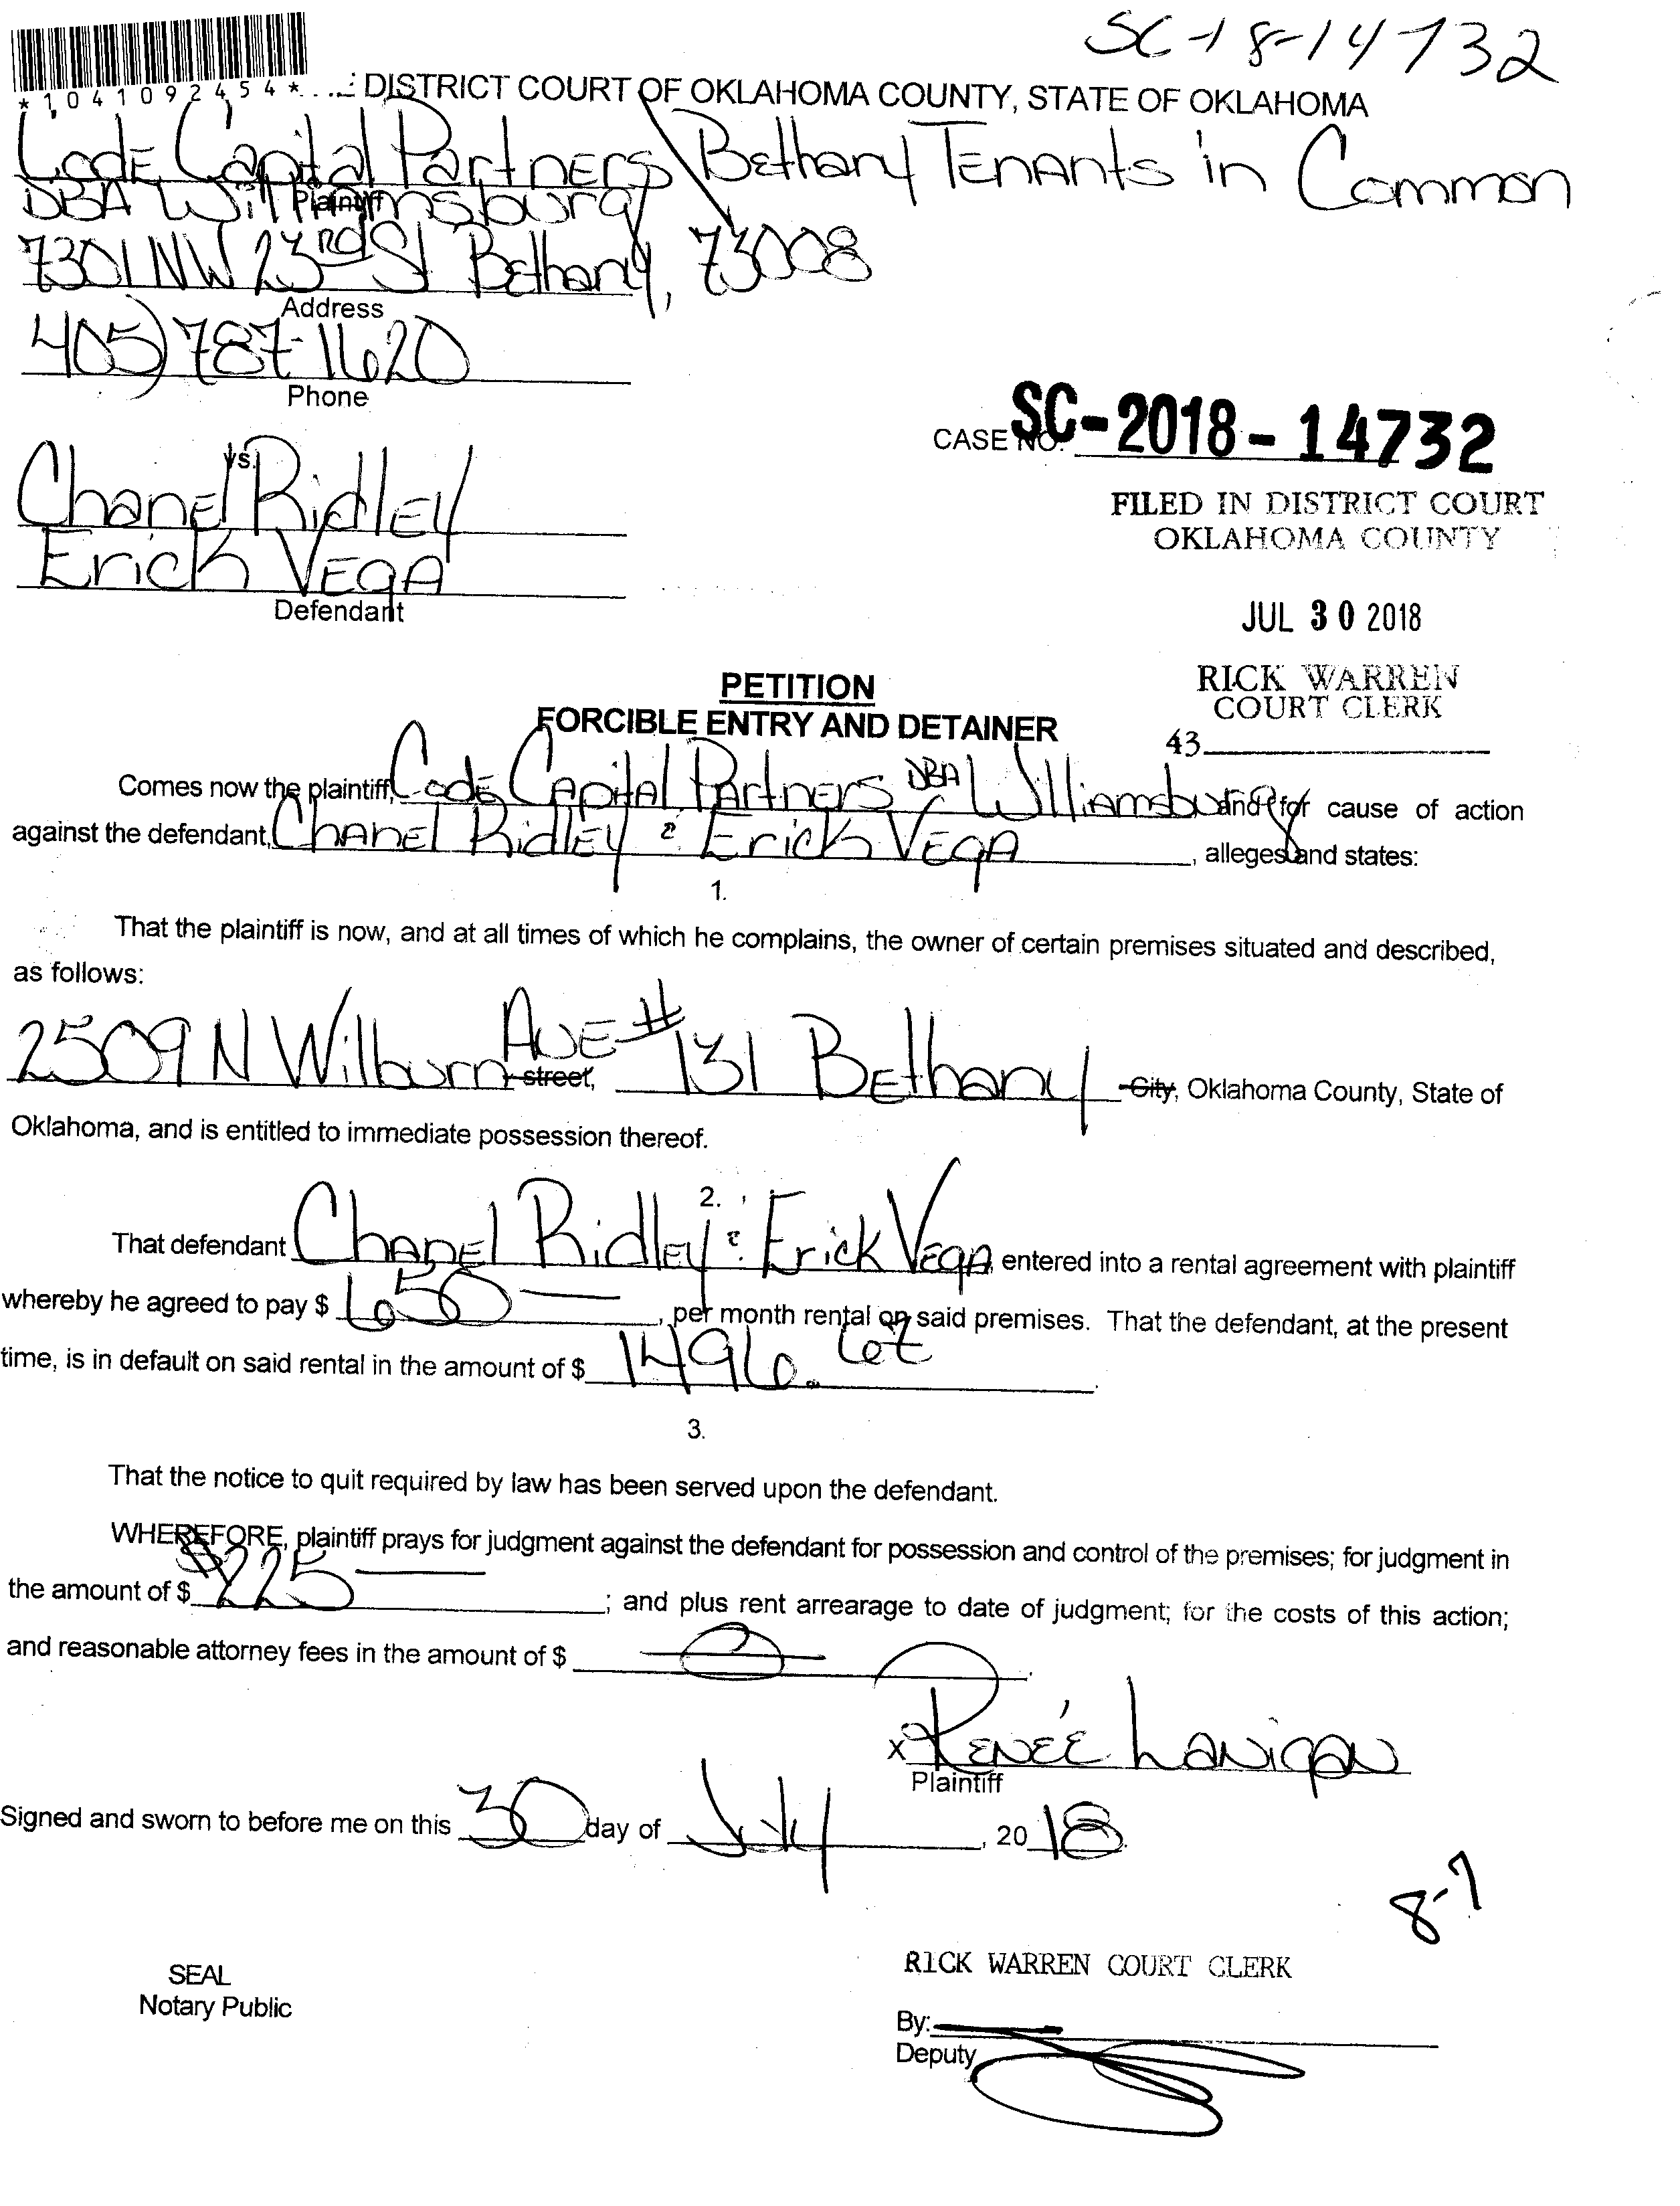 SC-18-14732
*1041092454*
DISTRICT COURT OF OKLAHOMA COUNTY, STATE OF OKLAHOMA
Code Capital Partners Bethany Tenants in Common
DBA Williamsburg
Plaintiff
7301 NW 23rd St Bethany, 73008
Address
405) 787-1620
Phone
CASE NO. SC-2018-14732
vs.
Chanel Ridley
FILED IN DISTRICT COURT
OKLAHOMA COUNTY
Erick Vega
Defendant
JUL 30 2018
RICK WARREN
COURT CLERK
43
PETITION
FORCIBLE ENTRY AND DETAINER
Comes now the plaintiff, Code Capital Partners DBA Williamsburg and for cause of action
against the defendant, Chanel Ridley & Erick Vega, alleges and states:
1.
That the plaintiff is now, and at all times of which he complains, the owner of certain premises situated and described,
as follows:
2509 N Wilburn Ave # street, 131 Bethany City, Oklahoma County, State of
Oklahoma, and is entitled to immediate possession thereof.
2.
That defendant Chanel Ridley & Erick Vega, entered into a rental agreement with plaintiff
whereby he agreed to pay $ 650 —, per month rental on said premises. That the defendant, at the present
time, is in default on said rental in the amount of $ 1496.
3.
That the notice to quit required by law has been served upon the defendant.
WHEREFORE, plaintiff prays for judgment against the defendant for possession and control of the premises; for judgment in
the amount of $ $225 —; and plus rent arrearage to date of judgment; for the costs of this action;
and reasonable attorney fees in the amount of $
x Renée Lanigan
Plaintiff
Signed and sworn to before me on this 30 day of July, 2018
8-7
SEAL
Notary Public
RICK WARREN COURT CLERK
By:
Deputy